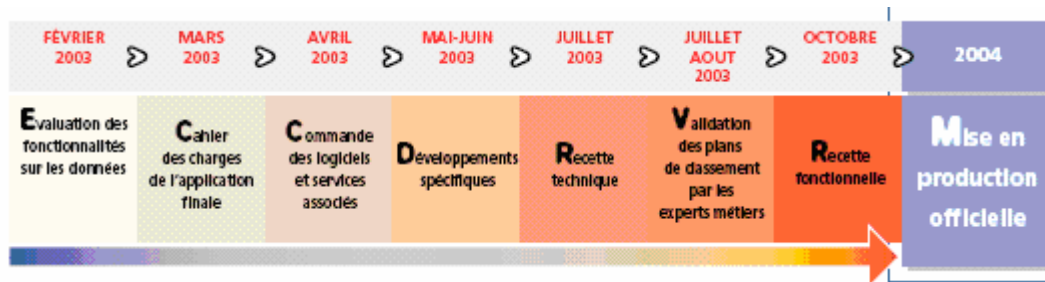 FÉVRIER
2003
MARS
2003
AVRIL
2003
MAI-JUIN
2003
JUILLET
2003
JUILLET
AOUT
2003
OCTOBRE
2003
2004
Evaluation des
fonctionnalités
sur les données
Cahier
des charges
de l'application
finale
Commande
des logiciels
et services
associés
Développements
spécifiques
Recette
technique
Validation
des plans
de classement
par les
experts métiers
Recette
fonctionnelle
Mise en
production
officielle